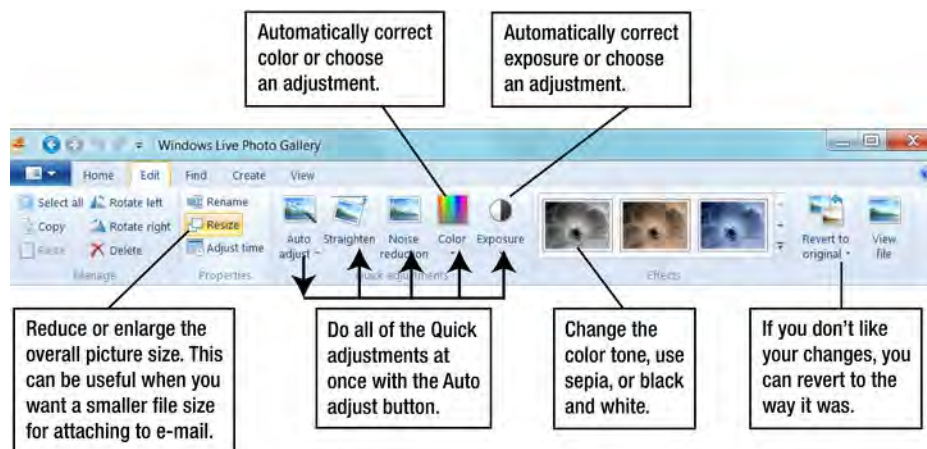 Automatically correct
color or choose
an adjustment.
Automatically correct
exposure or choose
an adjustment.
Windows Live Photo Gallery
Home Edit Find Create View
Select all Rotate left Rename
Copy Rotate right Resize
Paste Delete Adjust time
Auto adjust Straighten Noise reduction Color Exposure
Revert to original View file
Manage Properties Quick adjustments Effects
Reduce or enlarge the
overall picture size. This
can be useful when you
want a smaller file size
for attaching to e-mail.
Do all of the Quick
adjustments at
once with the Auto
adjust button.
Change the
color tone, use
sepia, or black
and white.
If you don’t like
your changes, you
can revert to the
way it was.